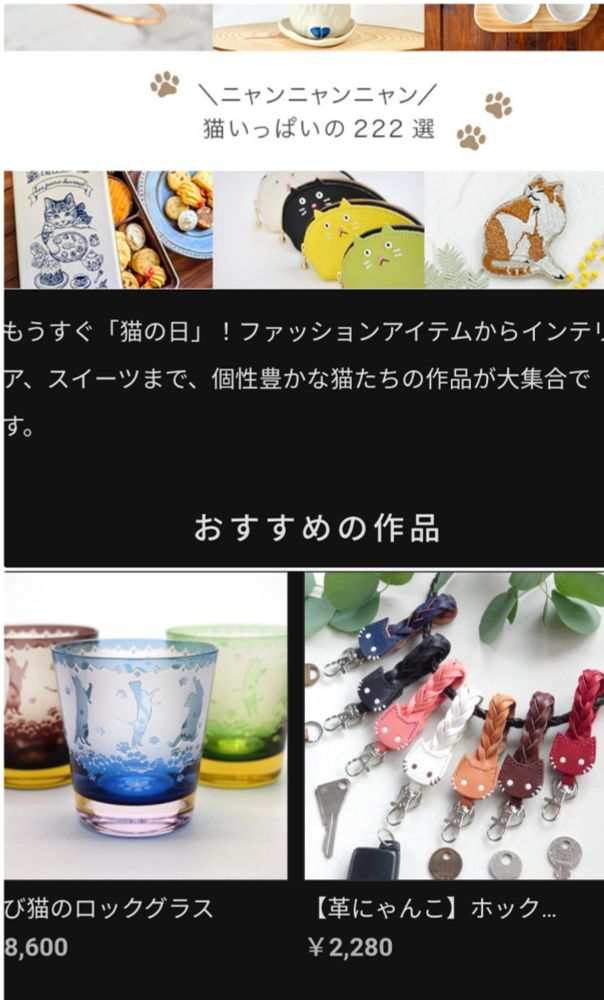 ＼ニャンニャンニャン／
猫いっぱいの 222 選
もうすぐ「猫の日」！ファッションアイテムからインテリ
ア、スイーツまで、個性豊かな猫たちの作品が大集合で
す。
おすすめの作品
び猫のロックグラス
8,600
【革にゃんこ】ホック…
￥2,280